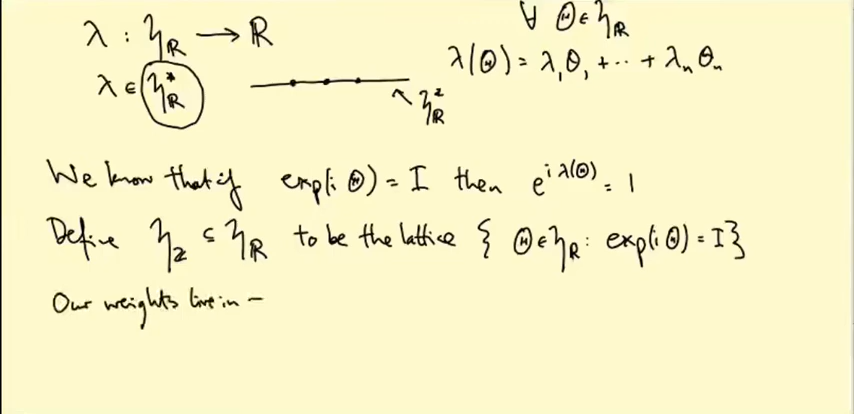 λ : 𝔥_ℝ → ℝ ∀ Θ ∈ 𝔥_ℝ
λ ∈ 𝔥*_ℝ λ(Θ) = λ₁θ₁ + ··· + λₙθₙ
𝔥^z_ℝ
We know that if exp(iΘ) = I then e^{iλ(Θ)} = 1
Define 𝔥_z ⊆ 𝔥_ℝ to be the lattice { Θ ∈ 𝔥_ℝ : exp(iΘ) = I}
Our weights live in –